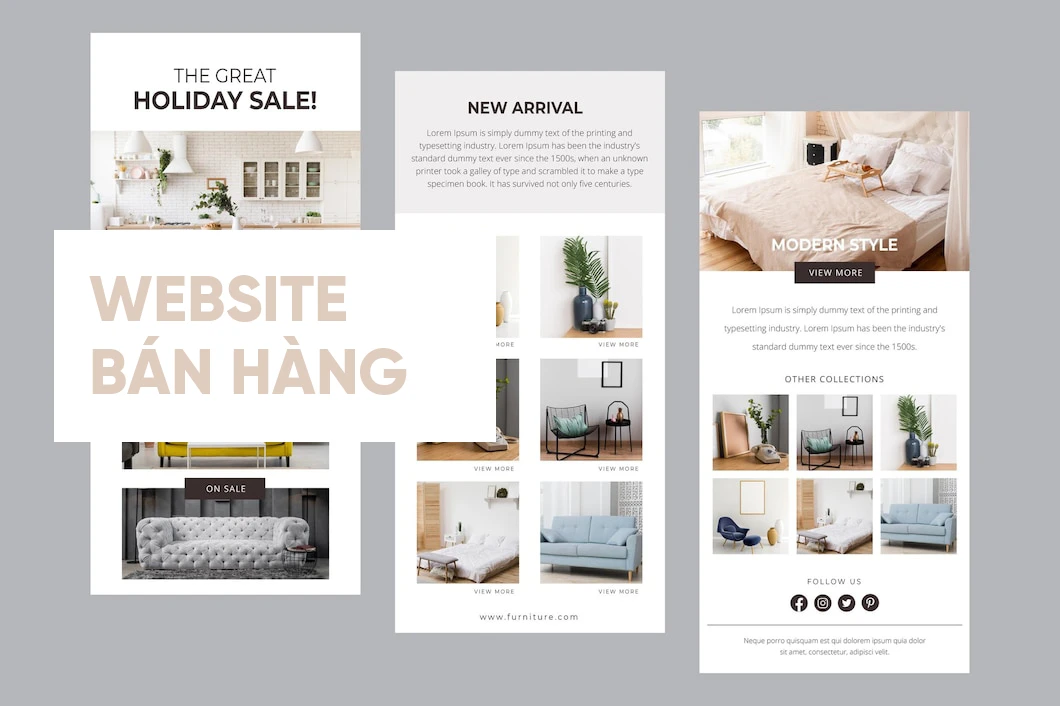 THE GREAT
HOLIDAY SALE!
WEBSITE
BÁN HÀNG
ON SALE
NEW ARRIVAL
Lorem Ipsum is simply dummy text of the printing and
typesetting industry. Lorem Ipsum has been the industry's
standard dummy text ever since the 1500s, when an unknown
printer took a galley of type and scrambled it to make a type
specimen book. it has survived not only five centuries.
MORE
VIEW MORE
VIEW MORE
VIEW MORE
VIEW MORE
VIEW MORE
www.furniture.com
MODERN STYLE
VIEW MORE
Lorem Ipsum is simply dummy text of the printing and
typesetting industry. Lorem Ipsum has been the industry's
standard dummy text ever since the 1500s.
OTHER COLLECTIONS
FOLLOW US
Neque porro quisquam est qui dolorem ipsum quia dolor
sit amet, consectetur, adipisci velit.